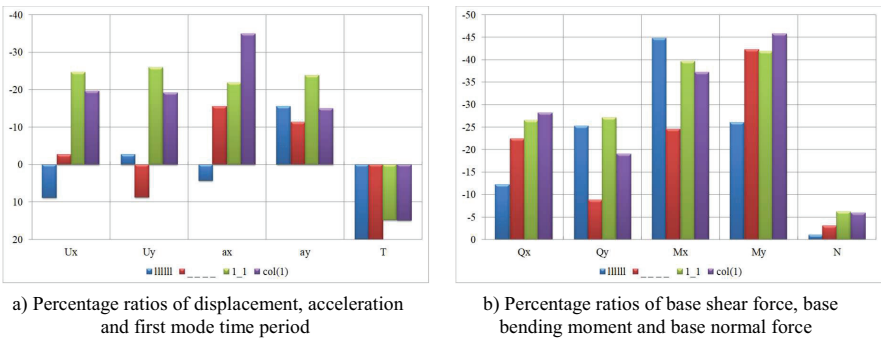 -40
-30
-20
-10
0
10
20
Ux Uy ax ay T
llllll _ _ _ _ 1_1 col(1)
a) Percentage ratios of displacement, acceleration
and first mode time period
-50
-45
-40
-35
-30
-25
-20
-15
-10
-5
0
Qx Qy Mx My N
llllll _ _ _ _ 1_1 col(1)
b) Percentage ratios of base shear force, base
bending moment and base normal force